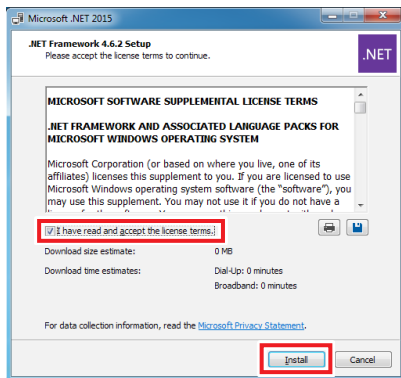 Microsoft .NET 2015
.NET Framework 4.6.2 Setup
Please accept the license terms to continue.
.NET
MICROSOFT SOFTWARE SUPPLEMENTAL LICENSE TERMS
.NET FRAMEWORK AND ASSOCIATED LANGUAGE PACKS FOR
MICROSOFT WINDOWS OPERATING SYSTEM
Microsoft Corporation (or based on where you live, one of its
affiliates) licenses this supplement to you. If you are licensed to use
Microsoft Windows operating system software (the "software"), you
may use this supplement. You may not use it if you do not have a
I have read and accept the license terms.
Download size estimate: 0 MB
Download time estimates: Dial-Up: 0 minutes
Broadband: 0 minutes
For data collection information, read the Microsoft Privacy Statement.
Install Cancel